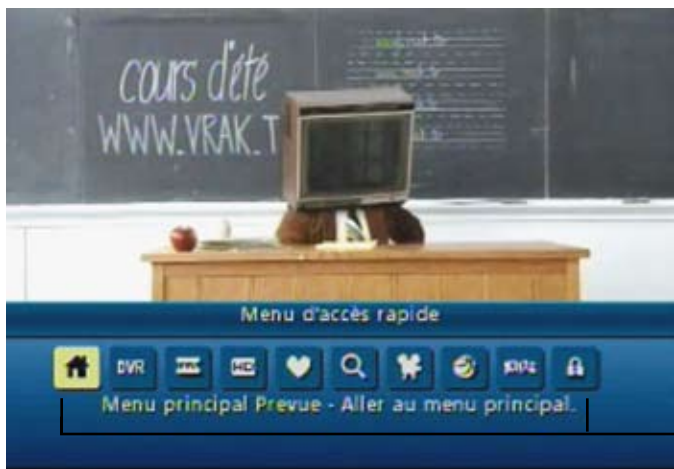 cours d'été
WWW.VRAK.T
Menu d'accès rapide
DVR
HD
Menu principal Prevue - Aller au menu principal.